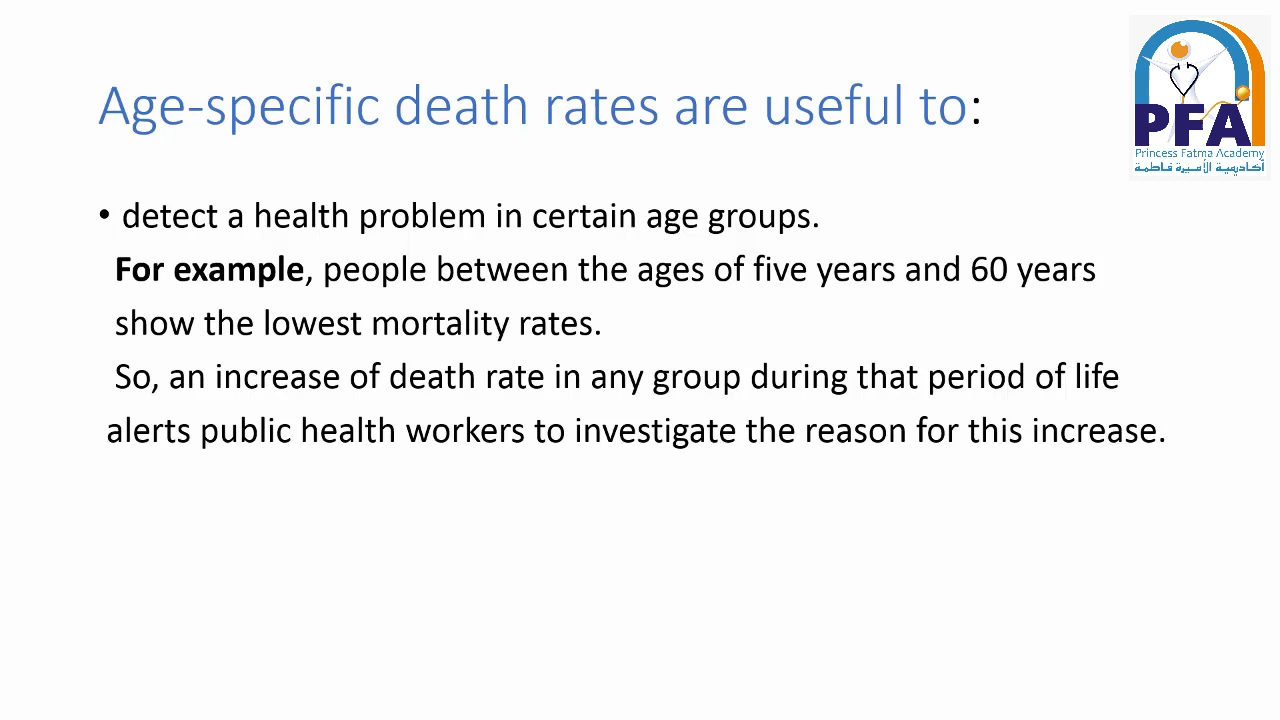 Age-specific death rates are useful to:
PFA
Princess Fatma Academy
أكاديمية الأميرة فاطمة
• detect a health problem in certain age groups.
For example, people between the ages of five years and 60 years
show the lowest mortality rates.
So, an increase of death rate in any group during that period of life
alerts public health workers to investigate the reason for this increase.